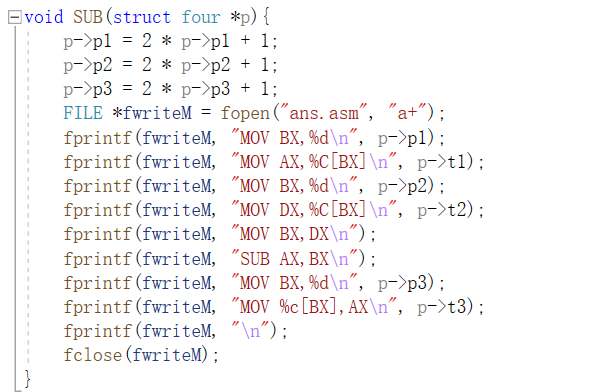 void SUB(struct four *p){
p->p1 = 2 * p->p1 + 1;
p->p2 = 2 * p->p2 + 1;
p->p3 = 2 * p->p3 + 1;
FILE *fwriteM = fopen("ans.asm", "a+");
fprintf(fwriteM, "MOV BX,%d\n", p->p1);
fprintf(fwriteM, "MOV AX,%C[BX]\n", p->t1);
fprintf(fwriteM, "MOV BX,%d\n", p->p2);
fprintf(fwriteM, "MOV DX,%C[BX]\n", p->t2);
fprintf(fwriteM, "MOV BX,DX\n");
fprintf(fwriteM, "SUB AX,BX\n");
fprintf(fwriteM, "MOV BX,%d\n", p->p3);
fprintf(fwriteM, "MOV %c[BX],AX\n", p->t3);
fprintf(fwriteM, "\n");
fclose(fwriteM);
}